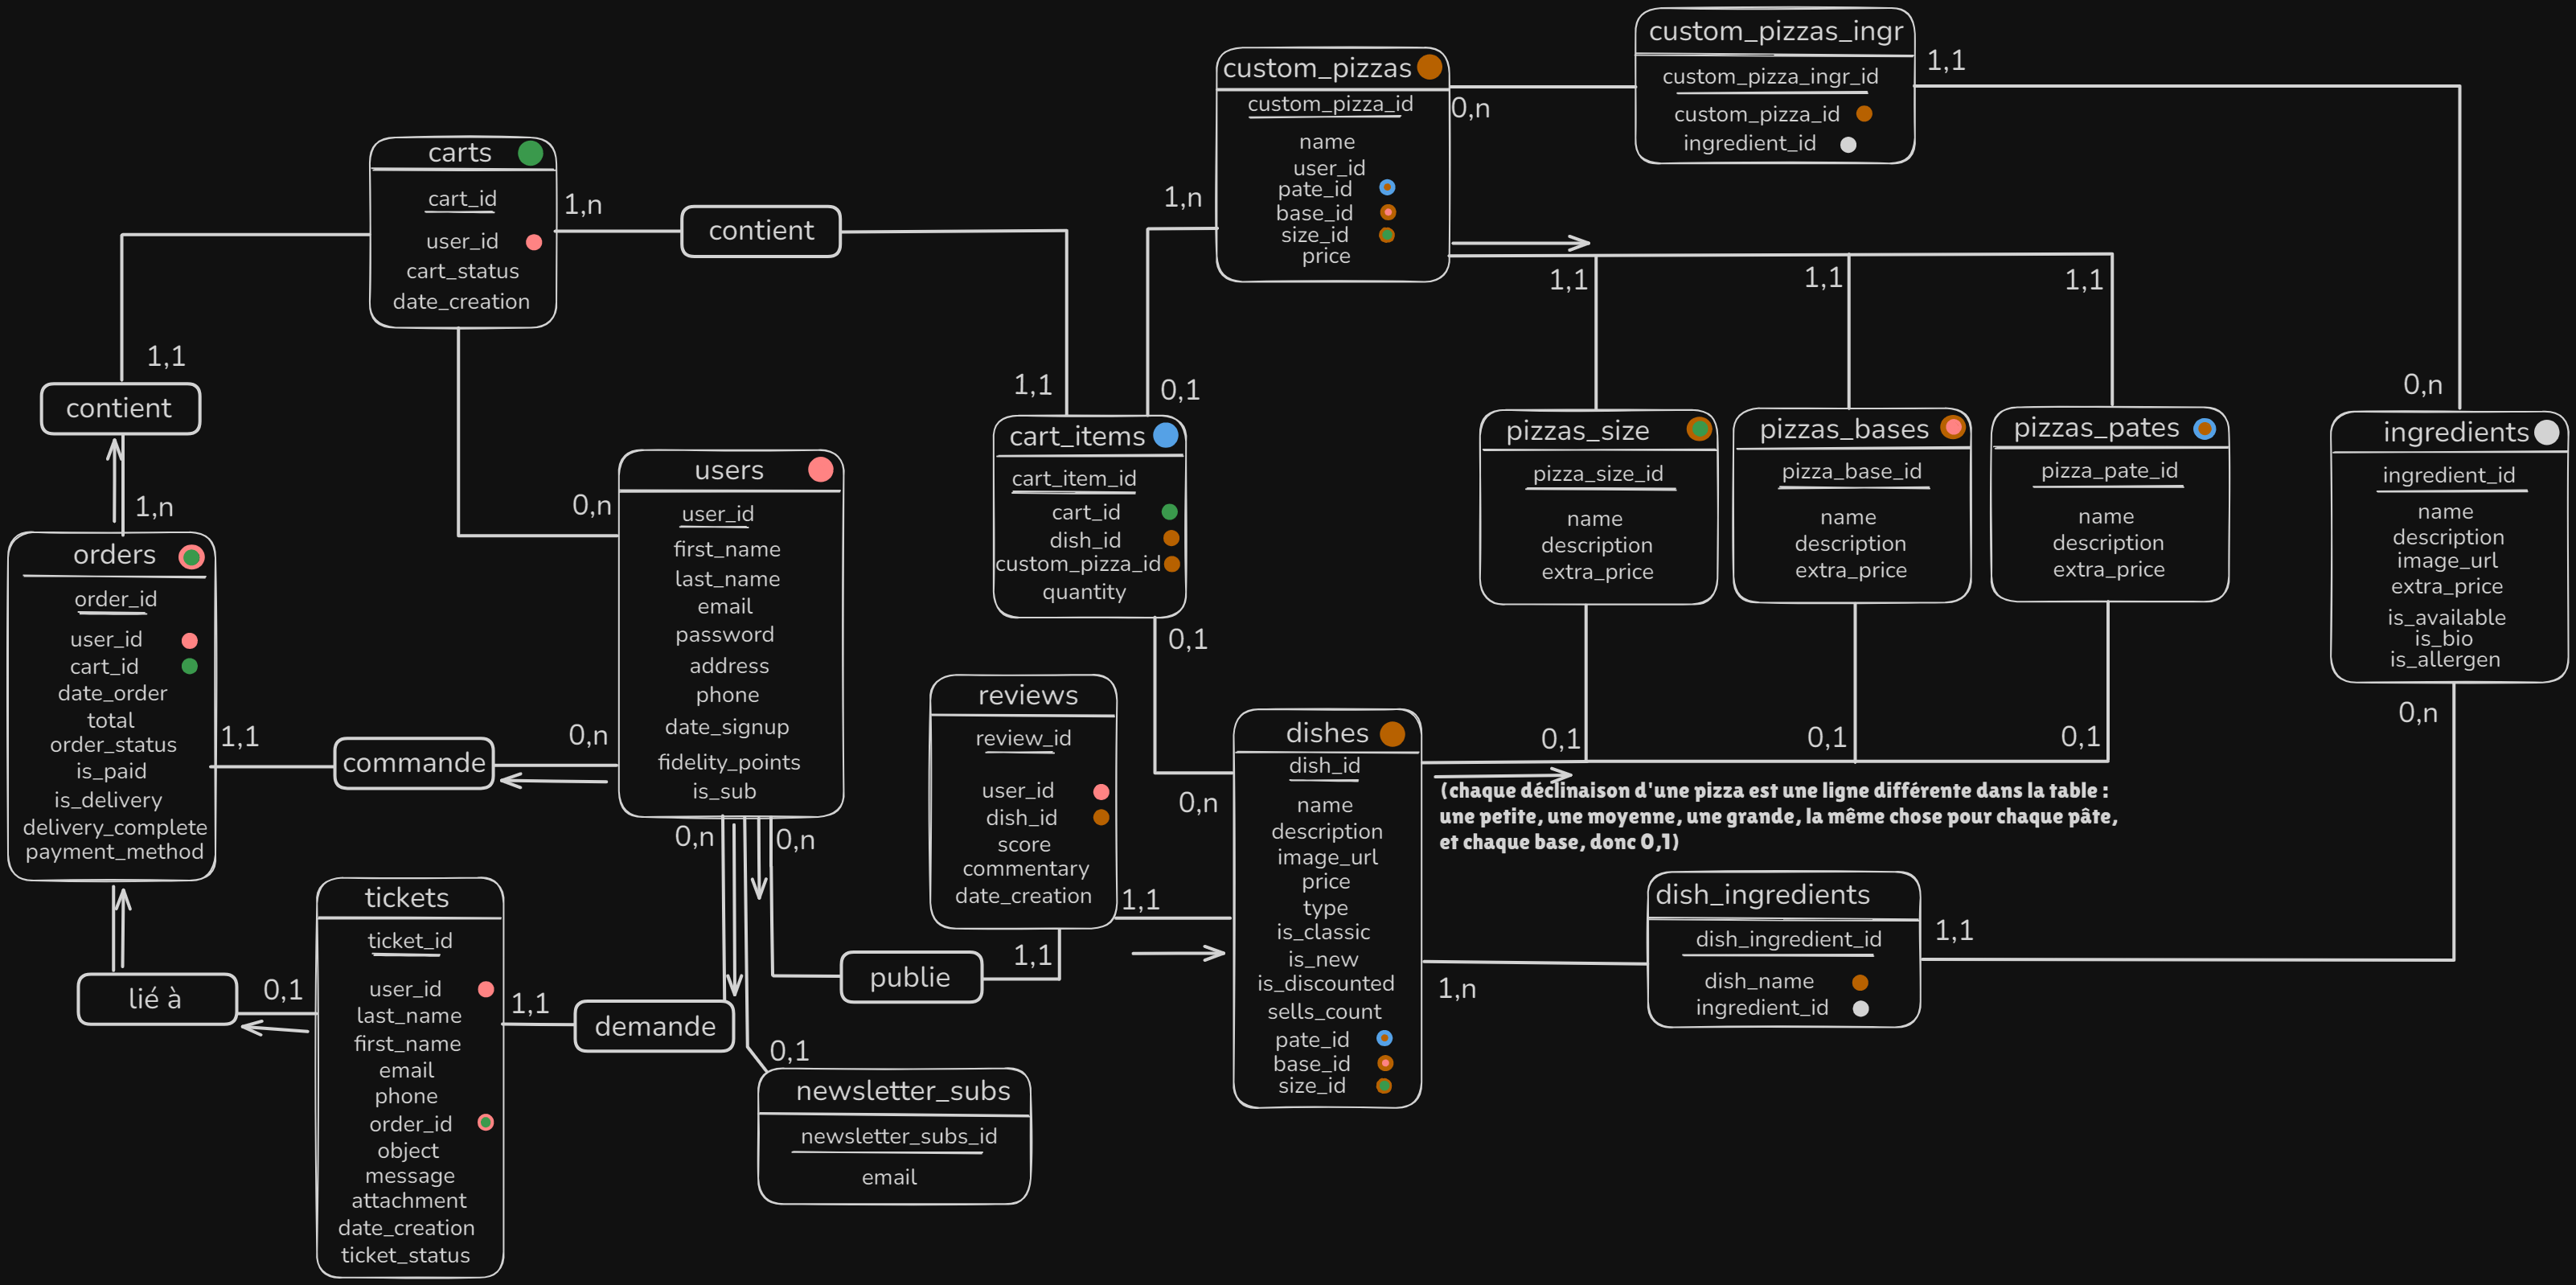 custom_pizzas_ingr
custom_pizza_ingr_id
custom_pizza_id
ingredient_id
1,1
custom_pizzas
custom_pizza_id
name
user_id
pate_id
base_id
size_id
price
0,n
1,n
carts
cart_id
user_id
cart_status
date_creation
1,n
contient
1,1
1,1
1,1
1,1
contient
1,n
1,1
0,1
0,n
cart_items
cart_item_id
cart_id
dish_id
custom_pizza_id
quantity
0,1
pizzas_size
pizza_size_id
name
description
extra_price
pizzas_bases
pizza_base_id
name
description
extra_price
pizzas_pates
pizza_pate_id
name
description
extra_price
ingredients
ingredient_id
name
description
image_url
extra_price
is_available
is_bio
is_allergen
0,n
users
user_id
first_name
last_name
email
password
address
phone
date_signup
fidelity_points
is_sub
0,n
0,n
0,n
0,n
orders
order_id
user_id
cart_id
date_order
total
order_status
is_paid
is_delivery
delivery_complete
payment_method
1,1
commande
reviews
review_id
user_id
dish_id
score
commentary
date_creation
1,1
1,1
publie
dishes
dish_id
name
description
image_url
price
type
is_classic
is_new
is_discounted
sells_count
pate_id
base_id
size_id
0,n
0,1
0,1
0,1
(chaque déclinaison d'une pizza est une ligne différente dans la table :
une petite, une moyenne, une grande, la même chose pour chaque pâte,
et chaque base, donc 0,1)
dish_ingredients
dish_ingredient_id
dish_name
ingredient_id
1,1
1,n
tickets
ticket_id
user_id
last_name
first_name
email
phone
order_id
object
message
attachment
date_creation
ticket_status
lié à
0,1
1,1
demande
0,1
newsletter_subs
newsletter_subs_id
email